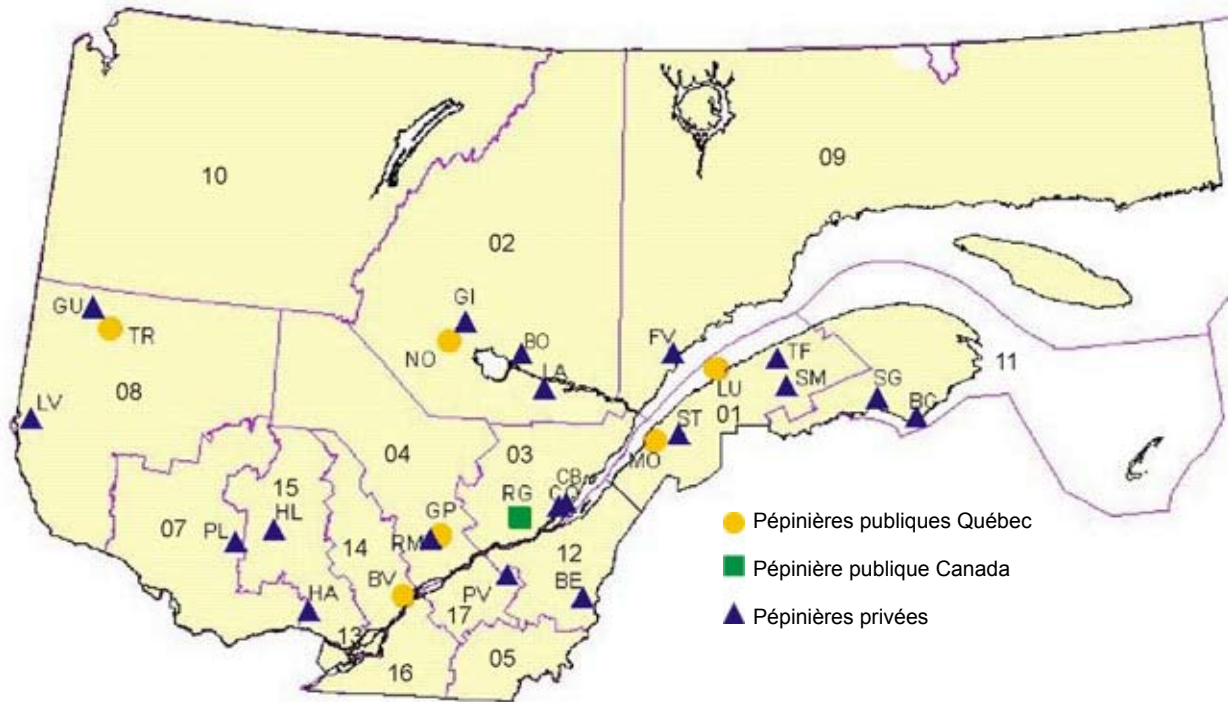 10
09
02
GU
TR
GI
NO
BO
LA
FV
TF
LU
SM
11
SG
BC
08
LV
01
ST
MO
04
03
CB
CO
RG
15
HL
07
PL
14
GP
RM
12
BV
PV
BE
HA
17
13
05
16
Pépinières publiques Québec
Pépinière publique Canada
Pépinières privées